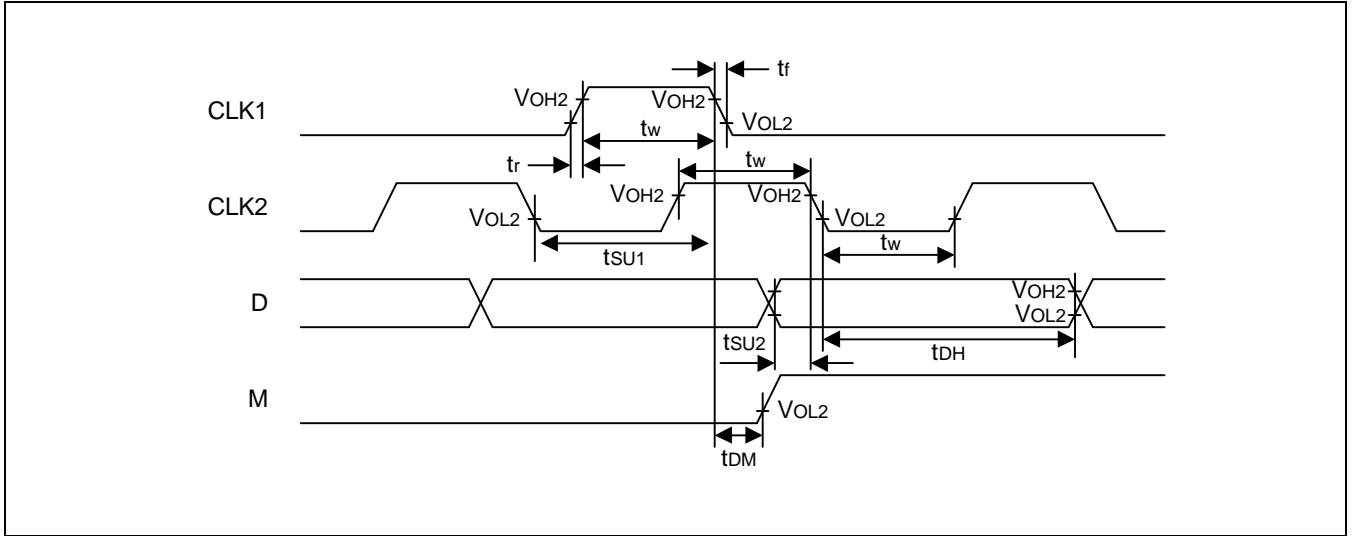 tf
CLK1
VOH2
VOH2
VOL2
tw
tr
tw
CLK2
VOL2
VOH2
VOH2
VOL2
tSU1
tw
D
VOH2
VOL2
tSU2
tDH
M
VOL2
tDM